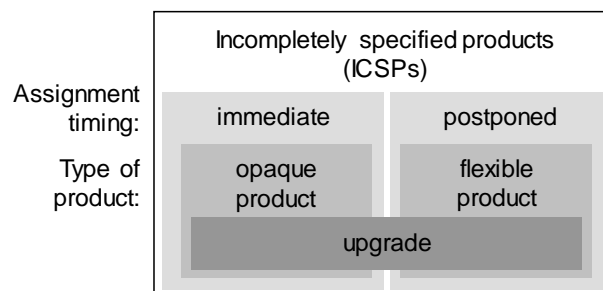 Incompletely specified products
(ICSPs)
Assignment
timing:
immediate
postponed
Type of
product:
opaque
product
flexible
product
upgrade